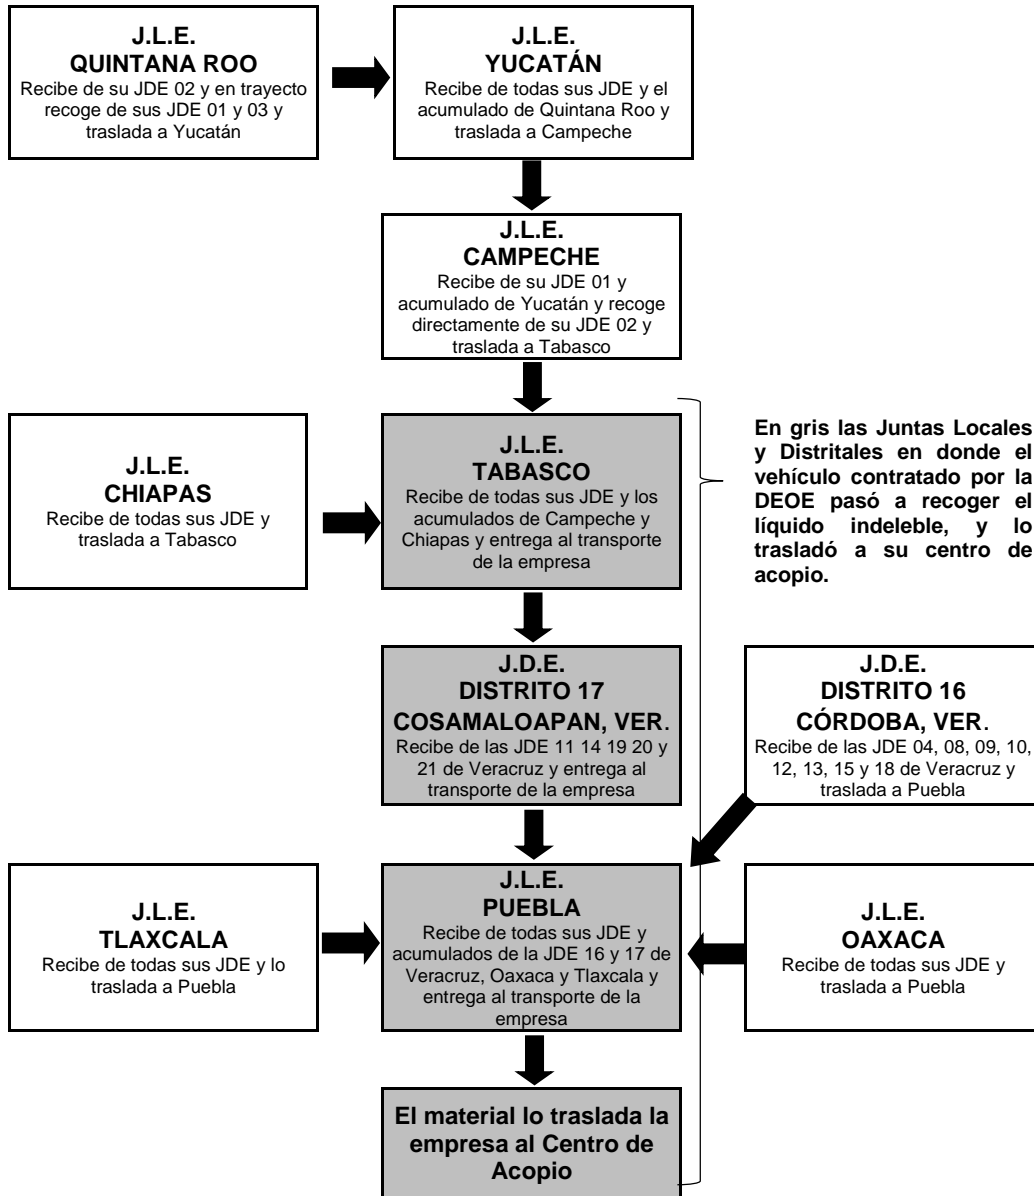 J.L.E.
QUINTANA ROO
Recibe de su JDE 02 y en trayecto
recoge de sus JDE 01 y 03 y
traslada a Yucatán
J.L.E.
YUCATÁN
Recibe de todas sus JDE y el
acumulado de Quintana Roo y
traslada a Campeche
J.L.E.
CAMPECHE
Recibe de su JDE 01 y
acumulado de Yucatán y recoge
directamente de su JDE 02 y
traslada a Tabasco
J.L.E.
CHIAPAS
Recibe de todas sus JDE y
traslada a Tabasco
J.L.E.
TABASCO
Recibe de todas sus JDE y los
acumulados de Campeche y
Chiapas y entrega al transporte
de la empresa
En gris las Juntas Locales
y Distritales en donde el
vehículo contratado por la
DEOE pasó a recoger el
líquido indeleble, y lo
trasladó a su centro de
acopio.
J.D.E.
DISTRITO 17
COSAMALOAPAN, VER.
Recibe de las JDE 11 14 19 20 y
21 de Veracruz y entrega al
transporte de la empresa
J.D.E.
DISTRITO 16
CÓRDOBA, VER.
Recibe de las JDE 04, 08, 09, 10,
12, 13, 15 y 18 de Veracruz y
traslada a Puebla
J.L.E.
TLAXCALA
Recibe de todas sus JDE y lo
traslada a Puebla
J.L.E.
PUEBLA
Recibe de todas sus JDE y
acumulados de la JDE 16 y 17 de
Veracruz, Oaxaca y Tlaxcala y
entrega al transporte de la
empresa
J.L.E.
OAXACA
Recibe de todas sus JDE y
traslada a Puebla
El material lo traslada la
empresa al Centro de
Acopio